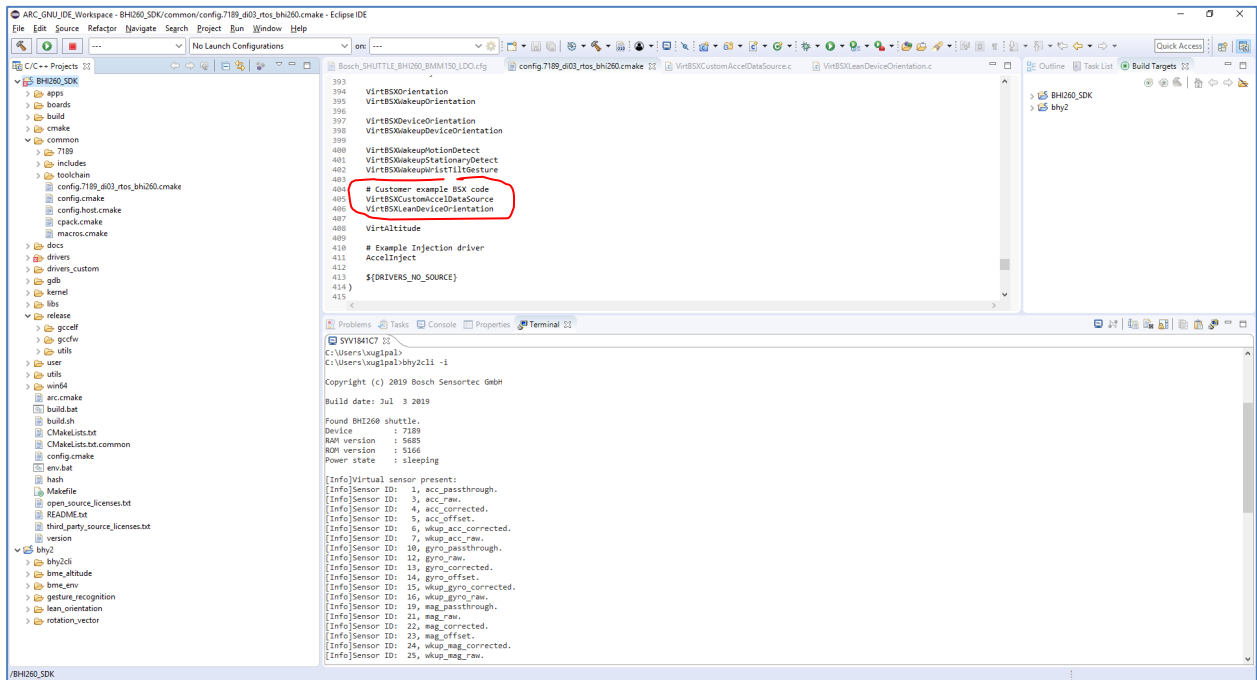 ARC_GNU_IDE_Workspace - BHI260_SDK/common/config.7189_di03_rtos_bhi260.cmake - Eclipse IDE
File Edit Source Refactor Navigate Search Project Run Window Help
--- No Launch Configurations on: --- Quick Access
C/C++ Projects
BHI260_SDK
apps
boards
build
cmake
common
7189
includes
toolchain
config.7189_di03_rtos_bhi260.cmake
config.cmake
config.host.cmake
cpack.cmake
macros.cmake
docs
drivers
drivers_custom
gdb
kernel
libs
release
gccelf
gccfw
utils
user
utils
win64
arc.cmake
build.bat
build.sh
CMakeLists.txt
CMakeLists.txt.common
config.cmake
env.bat
hash
Makefile
open_source_licenses.txt
README.txt
third_party_source_licenses.txt
version
bhy2
bhy2cli
bme_altitude
bme_env
gesture_recognition
lean_orientation
rotation_vector
Bosch_SHUTTLE_BHI260_BMM150_LDO.cfg config.7189_di03_rtos_bhi260.cmake VirtBSXCustomAccelDataSource.c VirtBSXLeanDeviceOrientation.c
393
394 VirtBSXOrientation
395 VirtBSXWakeupOrientation
396
397 VirtBSXDeviceOrientation
398 VirtBSXWakeupDeviceOrientation
399
400 VirtBSXWakeupMotionDetect
401 VirtBSXWakeupStationaryDetect
402 VirtBSXWakeupWristTiltGesture
403
404 # Customer example BSX code
405 VirtBSXCustomAccelDataSource
406 VirtBSXLeanDeviceOrientation
407
408 VirtAltitude
409
410 # Example Injection driver
411 AccelInject
412
413 ${DRIVERS_NO_SOURCE}
414 )
415
Outline Task List Build Targets
BHI260_SDK
bhy2
Problems Tasks Console Properties Terminal
SYV1841C7
C:\Users\xug1pal>
C:\Users\xug1pal>bhy2cli -i
Copyright (c) 2019 Bosch Sensortec GmbH
Build date: Jul 3 2019
Found BHI260 shuttle.
Device : 7189
RAM version : 5685
ROM version : 5166
Power state : sleeping
[Info]Virtual sensor present:
[Info]Sensor ID: 1, acc_passthrough.
[Info]Sensor ID: 3, acc_raw.
[Info]Sensor ID: 4, acc_corrected.
[Info]Sensor ID: 5, acc_offset.
[Info]Sensor ID: 6, wkup_acc_corrected.
[Info]Sensor ID: 7, wkup_acc_raw.
[Info]Sensor ID: 10, gyro_passthrough.
[Info]Sensor ID: 12, gyro_raw.
[Info]Sensor ID: 13, gyro_corrected.
[Info]Sensor ID: 14, gyro_offset.
[Info]Sensor ID: 15, wkup_gyro_corrected.
[Info]Sensor ID: 16, wkup_gyro_raw.
[Info]Sensor ID: 19, mag_passthrough.
[Info]Sensor ID: 21, mag_raw.
[Info]Sensor ID: 22, mag_corrected.
[Info]Sensor ID: 23, mag_offset.
[Info]Sensor ID: 24, wkup_mag_corrected.
[Info]Sensor ID: 25, wkup_mag_raw.
/BHI260_SDK